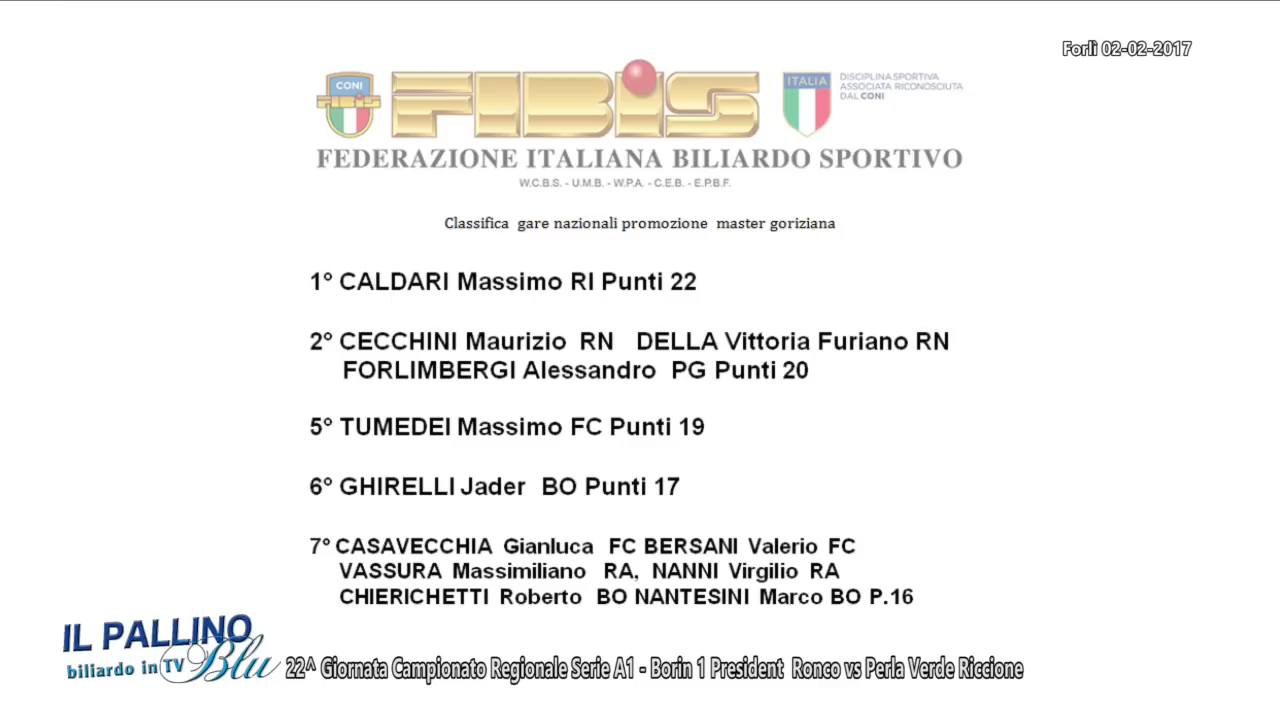 Forlì 02-02-2017
CONI
FIBIS
FIBIS
ITALIA
DISCIPLINA SPORTIVA
ASSOCIATA RICONOSCIUTA
DAL CONI
FEDERAZIONE ITALIANA BILIARDO SPORTIVO
W.C.B.S. - U.M.B. - W.P.A. - C.E.B. - E.P.B.F.
Classifica gare nazionali promozione master goriziana
1° CALDARI Massimo RI Punti 22
2° CECCHINI Maurizio RN DELLA Vittoria Furiano RN
FORLIMBERGI Alessandro PG Punti 20
5° TUMEDEI Massimo FC Punti 19
6° GHIRELLI Jader BO Punti 17
7° CASAVECCHIA Gianluca FC BERSANI Valerio FC
VASSURA Massimiliano RA, NANNI Virgilio RA
CHIERICHETTI Roberto BO NANTESINI Marco BO P.16
IL PALLINO
Blu
biliardo in TV
22^ Giornata Campionato Regionale Serie A1 - Borin 1 President Ronco vs Perla Verde Riccione